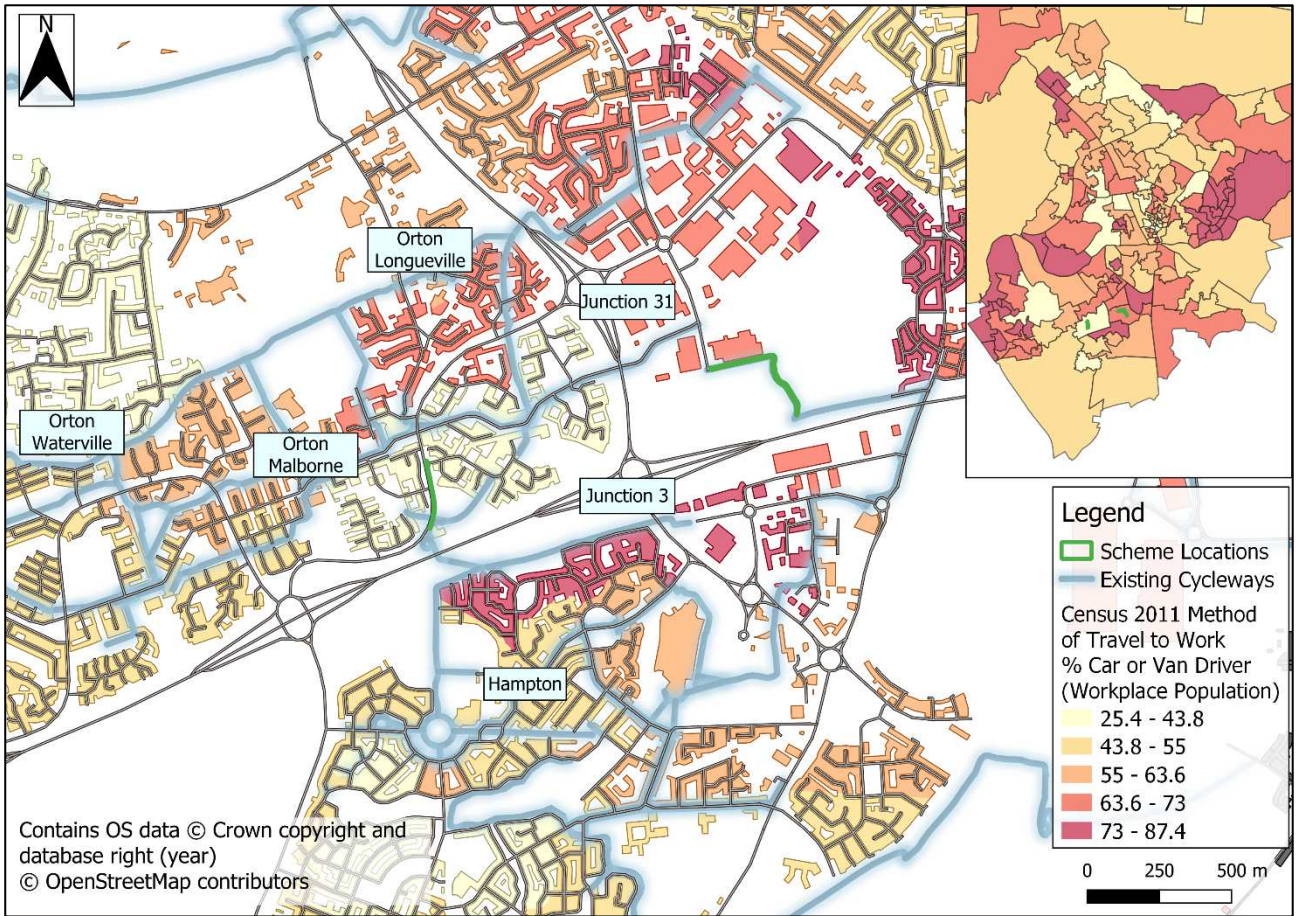 N
Orton
Longueville
Junction 31
Orton
Waterville
Orton
Malborne
Junction 3
Hampton
Legend
Scheme Locations
Existing Cycleways
Census 2011 Method
of Travel to Work
% Car or Van Driver
(Workplace Population)
25.4 - 43.8
43.8 - 55
55 - 63.6
63.6 - 73
73 - 87.4
0 250 500 m
Contains OS data © Crown copyright and
database right (year)
© OpenStreetMap contributors